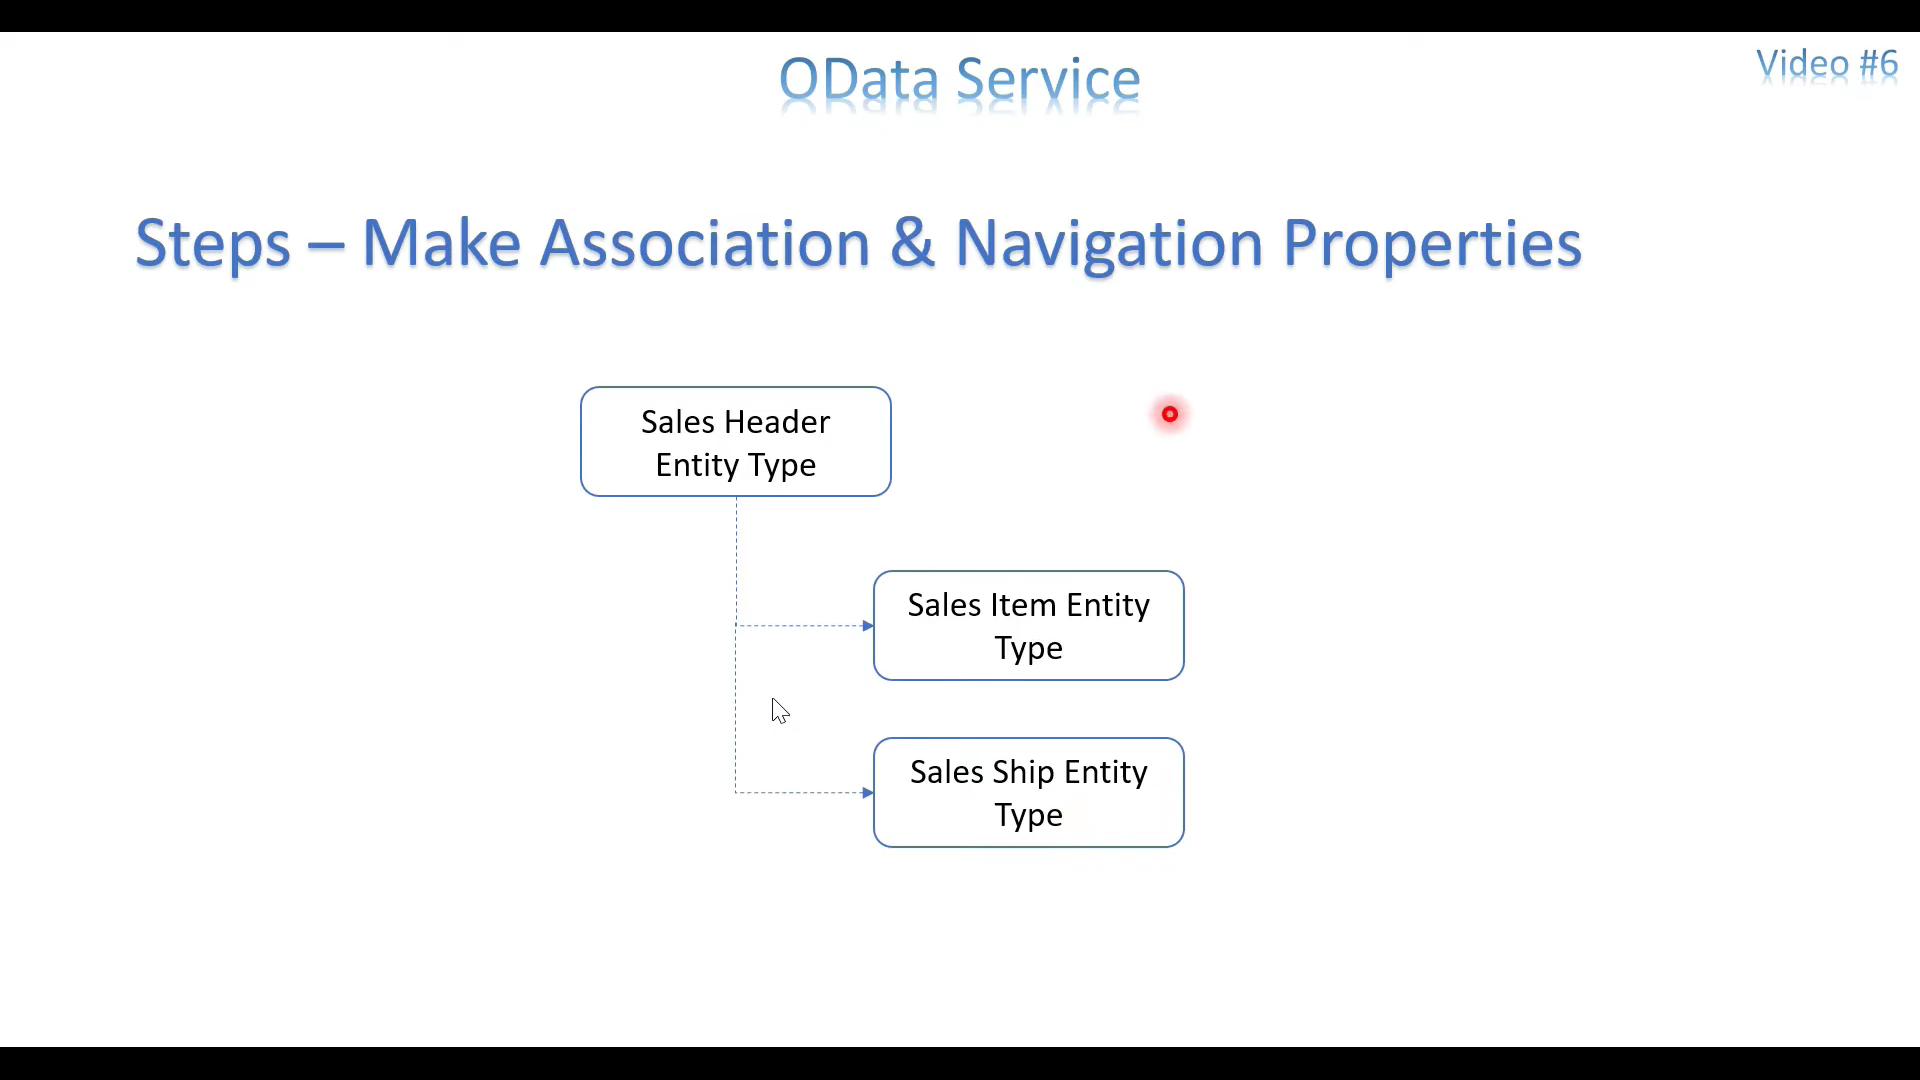 OData Service
Video #6
Steps – Make Association & Navigation Properties
Sales Header
Entity Type
Sales Item Entity
Type
Sales Ship Entity
Type